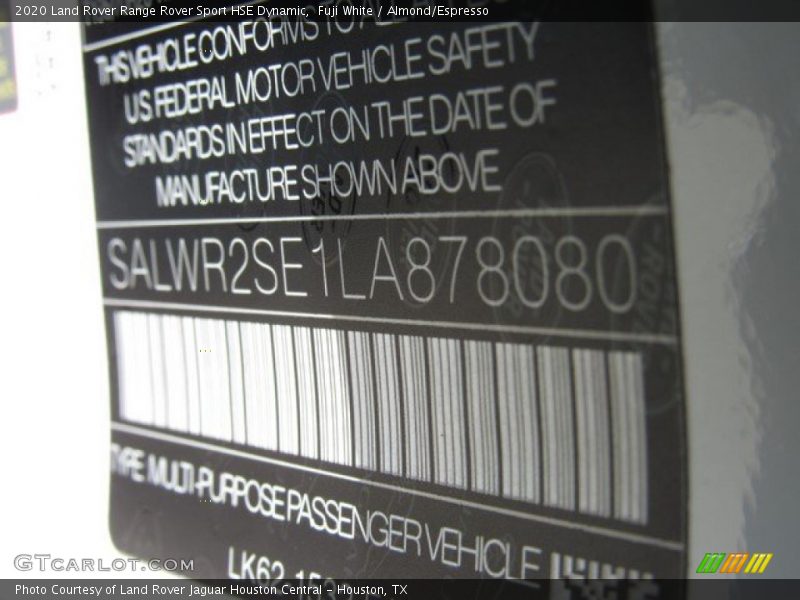 2020 Land Rover Range Rover Sport HSE Dynamic, Fuji White / Almond/Espresso
THIS VEHICLE CONFORMS TO ALL
US FEDERAL MOTOR VEHICLE SAFETY
STANDARDS IN EFFECT ON THE DATE OF
MANUFACTURE SHOWN ABOVE
SALWR2SE1LA878080
TYPE MULTI-PURPOSE PASSENGER VEHICLE
LK62
GTCARLOT.COM
Photo Courtesy of Land Rover Jaguar Houston Central - Houston, TX